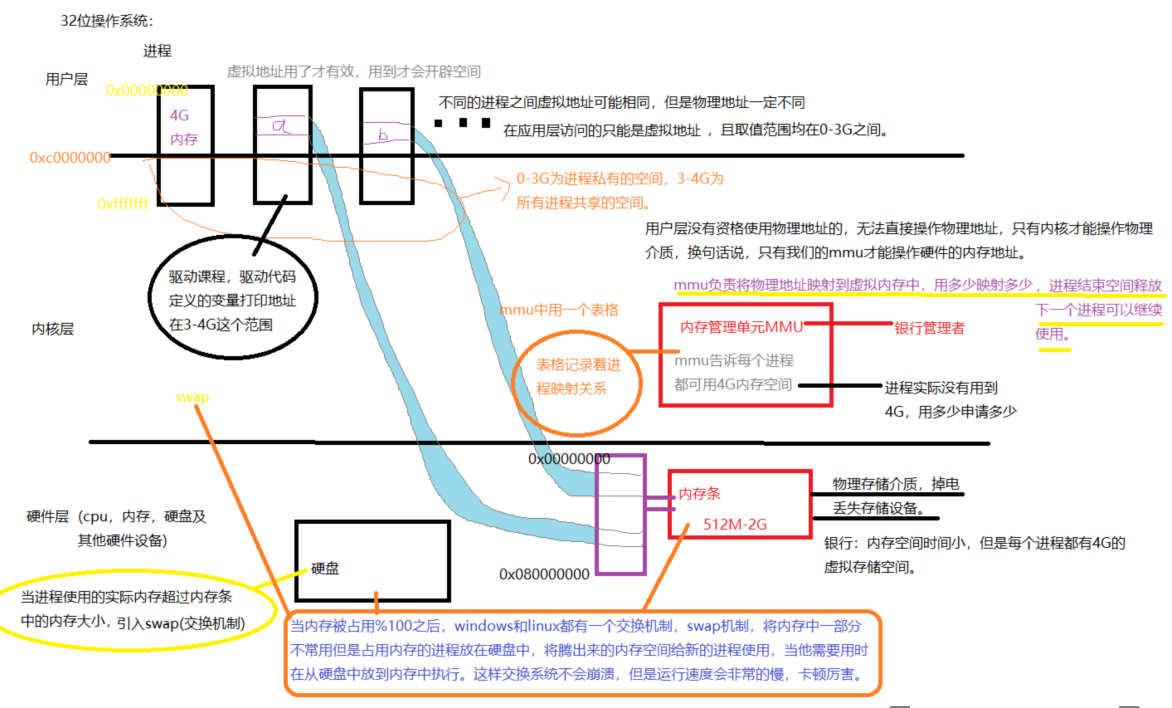 32位操作系统：
进程
用户层
虚拟地址用了才有效，用到才会开辟空间
0x00000000
4G
内存
a
b
不同的进程之间虚拟地址可能相同，但是物理地址一定不同
在应用层访问的只能是虚拟地址 ，且取值范围均在0-3G之间。
0xc0000000
0xfffffff
0-3G为进程私有的空间，3-4G为
所有进程共享的空间。
用户层没有资格使用物理地址的，无法直接操作物理地址，只有内核才能操作物理
介质，换句话说，只有我们的mmu才能操作硬件的内存地址。
驱动课程，驱动代码
定义的变量打印地址
在3-4G这个范围
内核层
mmu负责将物理地址映射到虚拟内存中，用多少映射多少，进程结束空间释放
下一个进程可以继续
使用。
mmu中用一个表格
表格记录着进
程映射关系
内存管理单元MMU
银行管理者
mmu告诉每个进程
都可用4G内存空间
进程实际没有用到
4G，用多少申请多少
swap
0x00000000
内存条
512M-2G
物理存储介质，掉电
丢失存储设备。
硬件层（cpu，内存，硬盘及
其他硬件设备)
硬盘
0x080000000
银行：内存空间时间小，但是每个进程都有4G的
虚拟存储空间。
当进程使用的实际内存超过内存条
中的内存大小，引入swap(交换机制)
当内存被占用%100之后，windows和linux都有一个交换机制，swap机制，将内存中一部分
不常用但是占用内存的进程放在硬盘中，将腾出来的内存空间给新的进程使用，当他需要用时
在从硬盘中放到内存中执行。这样交换系统不会崩溃，但是运行速度会非常的慢，卡顿厉害。